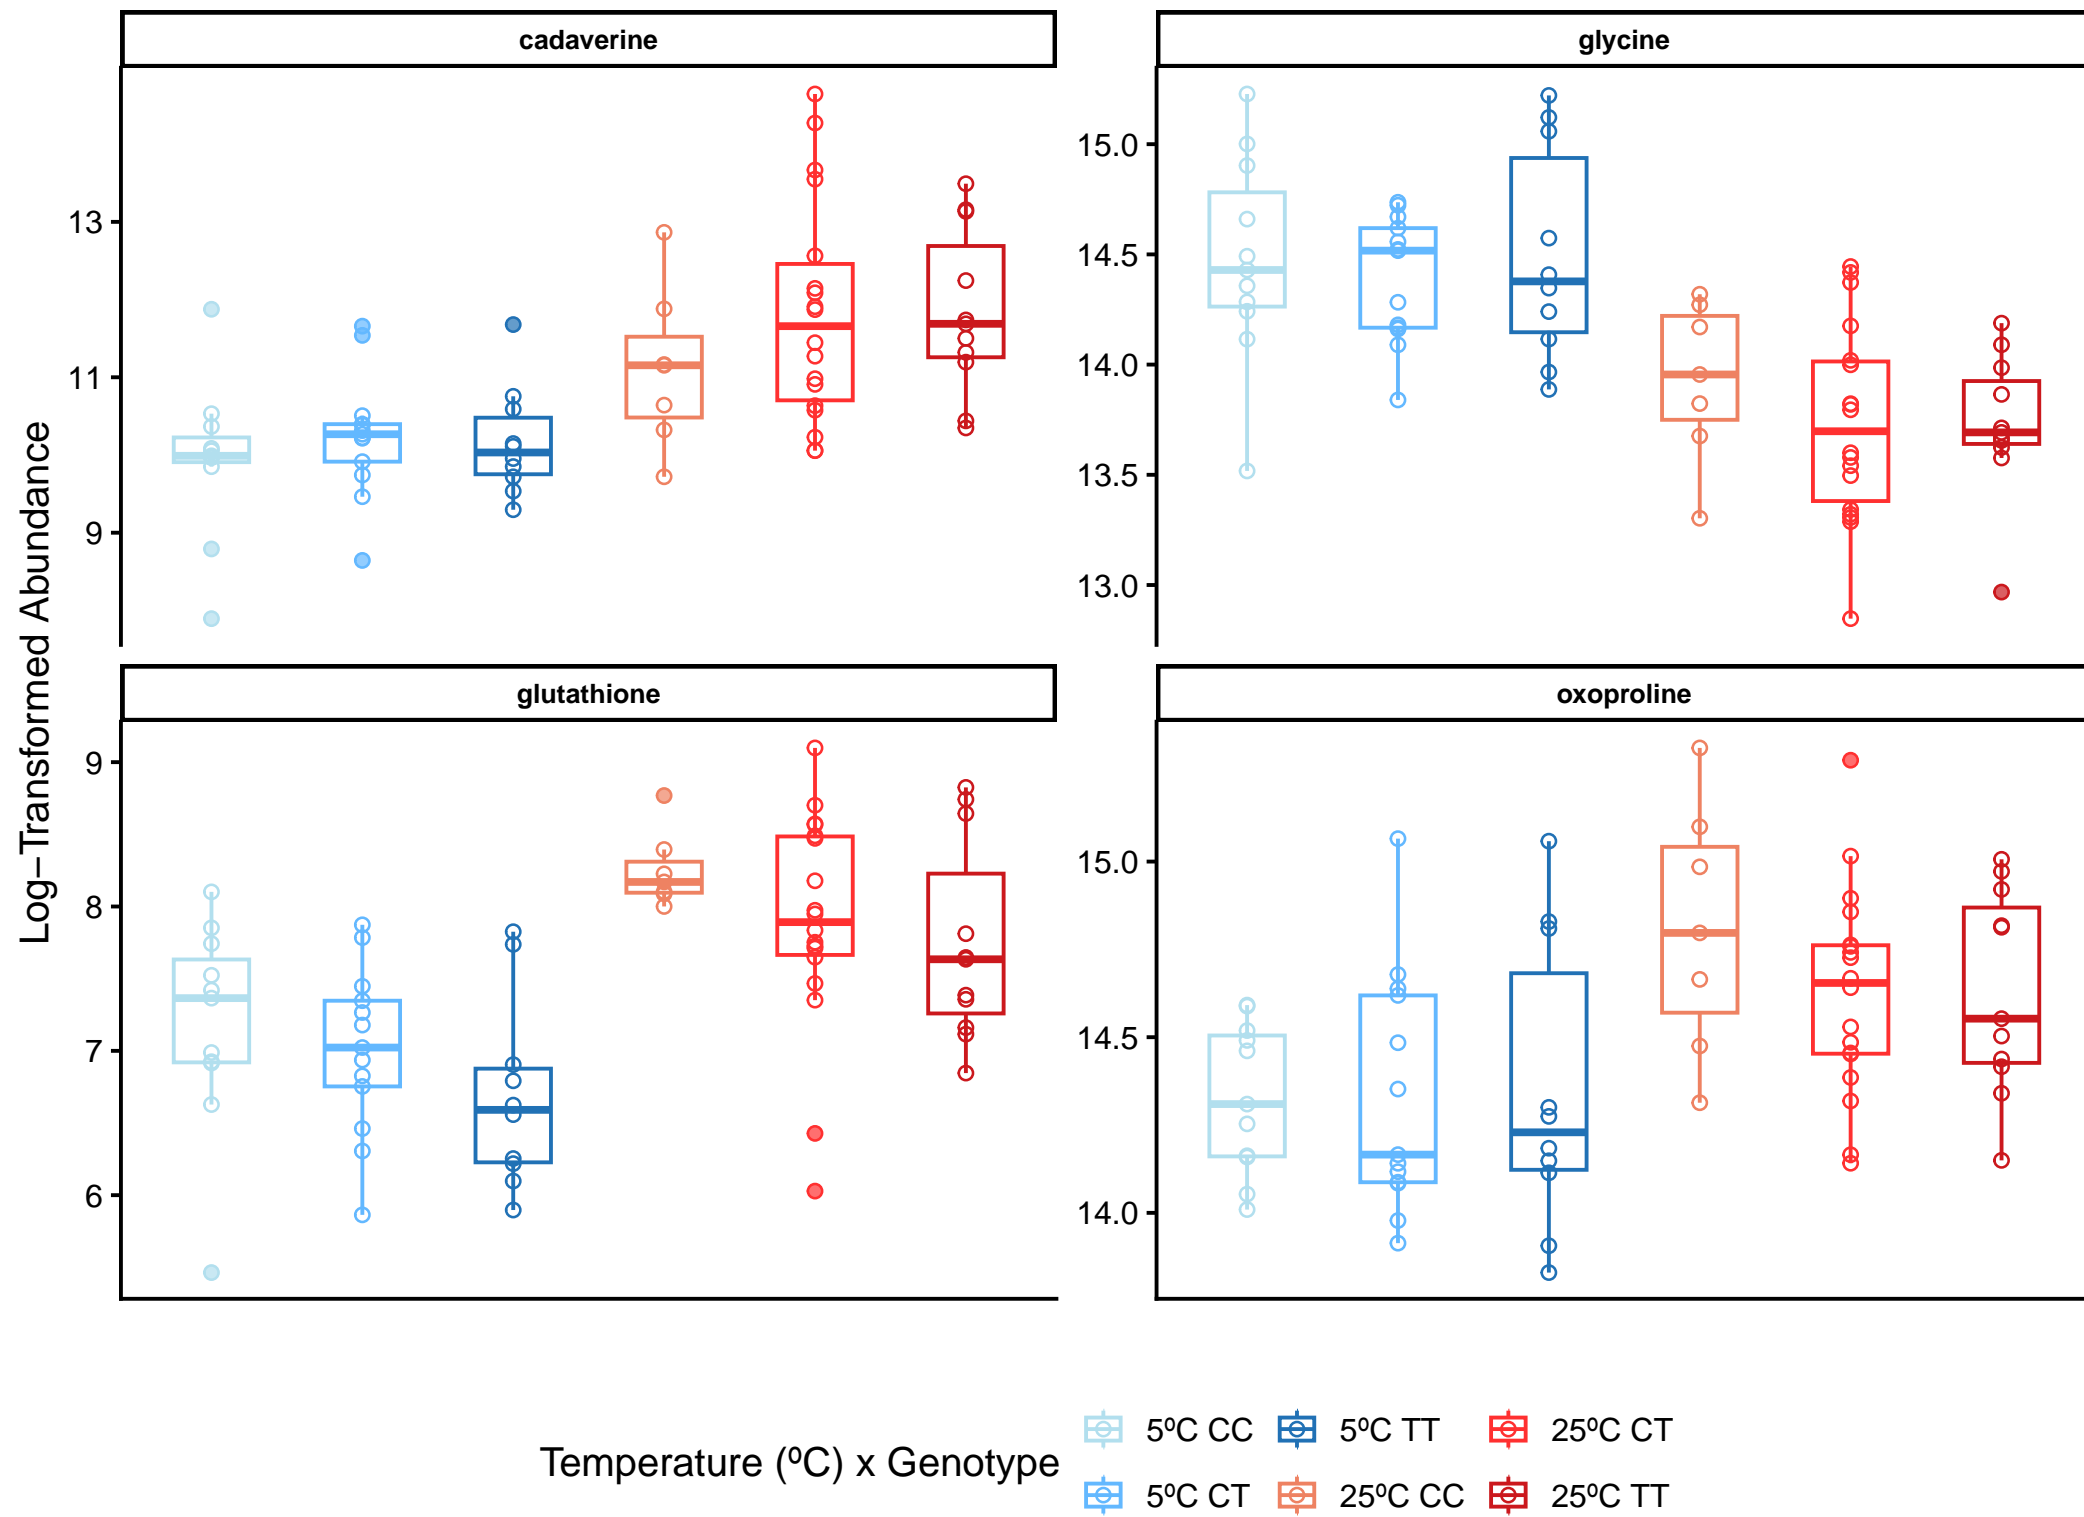 cadaverine
glycine
13
11
9
15.0
14.5
14.0
13.5
13.0
Log–Transformed Abundance
glutathione
oxoproline
9
8
7
6
15.0
14.5
14.0
Temperature (ºC) x Genotype
5ºC CC
5ºC TT
25ºC CT
5ºC CT
25ºC CC
25ºC TT